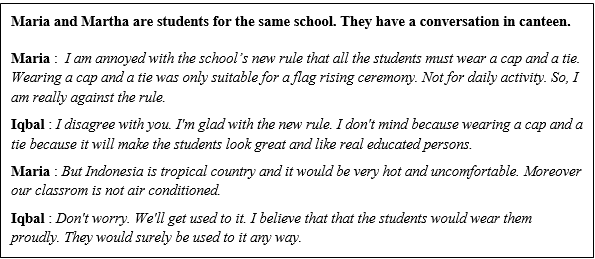 Maria and Martha are students for the same school. They have a conversation in canteen.
Maria : I am annoyed with the school's new rule that all the students must wear a cap and a tie.
Wearing a cap and a tie was only suitable for a flag rising ceremony. Not for daily activity. So, I
am really against the rule.
Iqbal : I disagree with you. I'm glad with the new rule. I don't mind because wearing a cap and a
tie because it will make the students look great and like real educated persons.
Maria : But Indonesia is tropical country and it would be very hot and uncomfortable. Moreover
our classrom is not air conditioned.
Iqbal : Don't worry. We'll get used to it. I believe that that the students would wear them
proudly. They would surely be used to it any way.